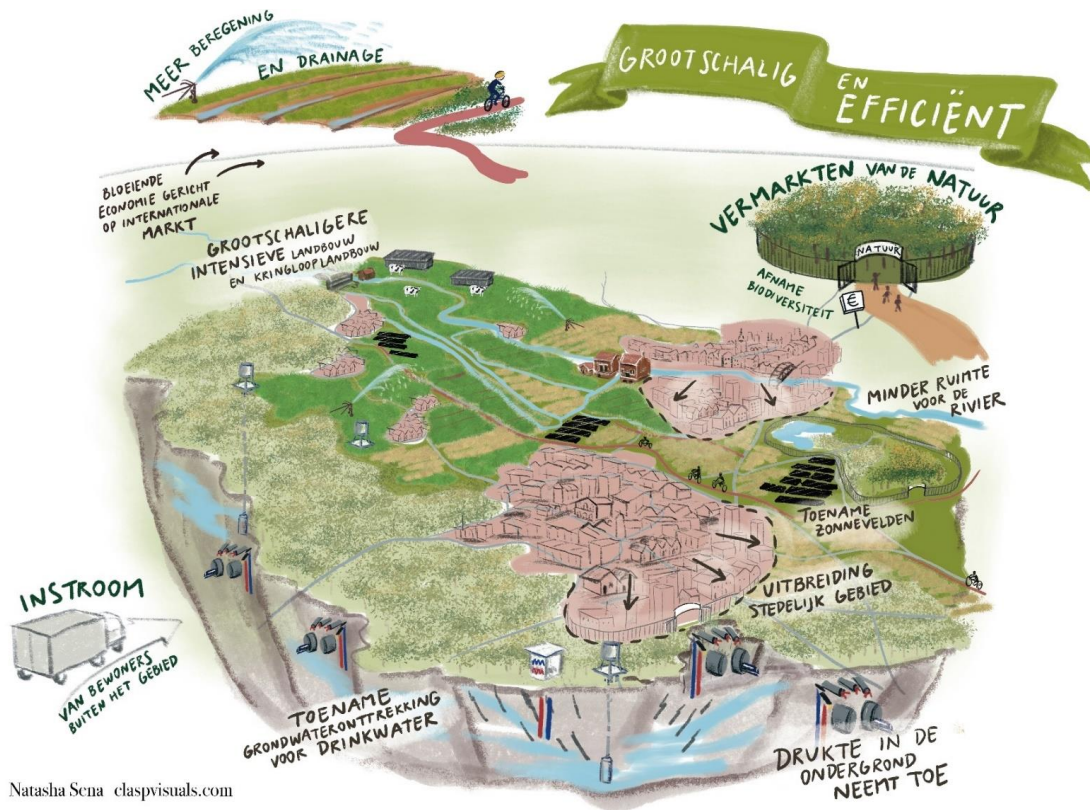 MEER BEREGENING
EN DRAINAGE
GROOTSCHALIG
EN
EFFICIËNT
BLOEIENDE
ECONOMIE GERICHT
OP INTERNATIONALE
MARKT
VERMARKTEN VAN DE NATUUR
NATUUR
€
AFNAME
BIODIVERSITEIT
GROOTSCHALIGERE
INTENSIEVE LANDBOUW
EN KRINGLOOPLANDBOUW
MINDER RUIMTE
VOOR DE
RIVIER
TOENAME
ZONNEVELDEN
UITBREIDING
STEDELIJK GEBIED
INSTROOM
VAN BEWONERS
BUITEN HET GEBIED
TOENAME
GRONDWATERONTTREKKING
VOOR DRINKWATER
DRUKTE IN DE
ONDERGROND
NEEMT TOE
Natasha Sena claspvisuals.com